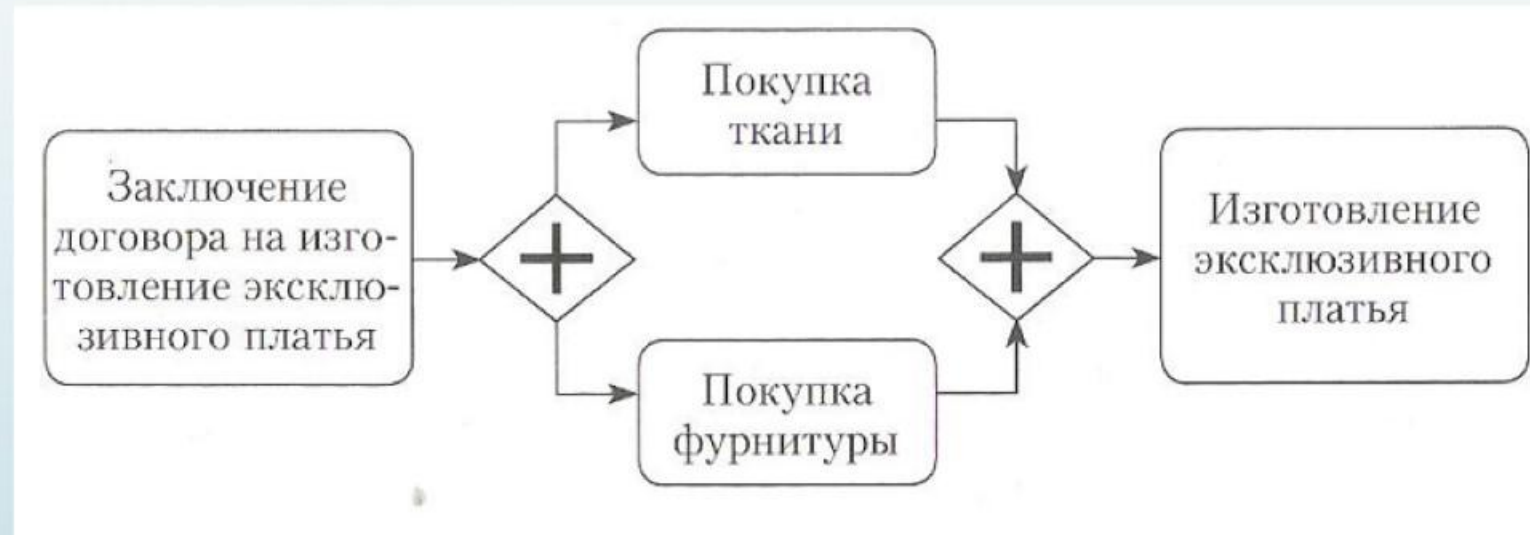 Заключение
договора на изго-
товление эксклю-
зивного платья
Покупка
ткани
Покупка
фурнитуры
Изготовление
эксклюзивного
платья